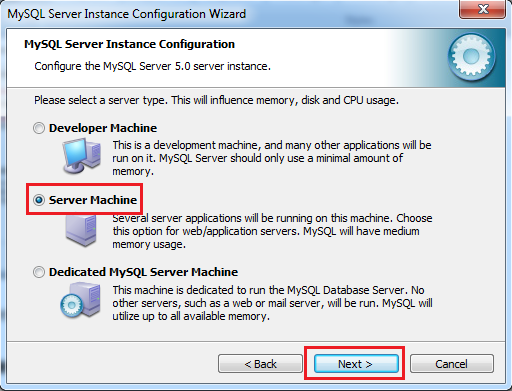 MySQL Server Instance Configuration Wizard
MySQL Server Instance Configuration
Configure the MySQL Server 5.0 server instance.
Please select a server type. This will influence memory, disk and CPU usage.
Developer Machine
This is a development machine, and many other applications will be
run on it. MySQL Server should only use a minimal amount of
memory.
Server Machine
Several server applications will be running on this machine. Choose
this option for web/application servers. MySQL will have medium
memory usage.
Dedicated MySQL Server Machine
This machine is dedicated to run the MySQL Database Server. No
other servers, such as a web or mail server, will be run. MySQL will
utilize up to all available memory.
< Back
Next >
Cancel